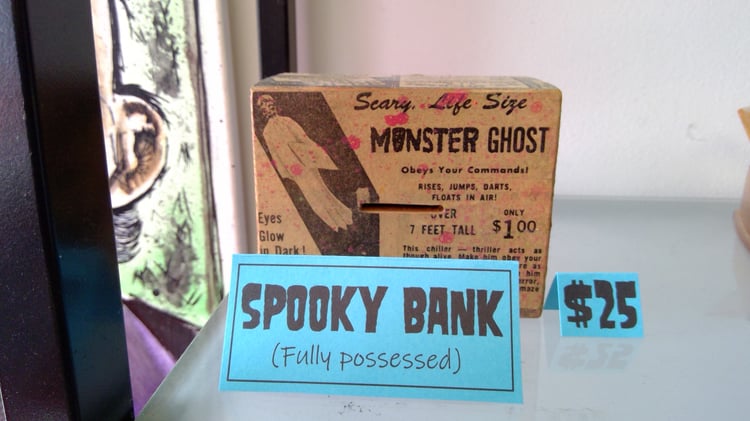 Scary, Life Size
MONSTER GHOST
Obeys Your Commands!
RISES, JUMPS, DARTS,
FLOATS IN AIR!
OVER
7 FEET TALL
ONLY
$1.00
Eyes
Glow
in Dark!
This chiller — thriller acts as
though alive. Make him obey your
SPOOKY BANK
(Fully possessed)
$25